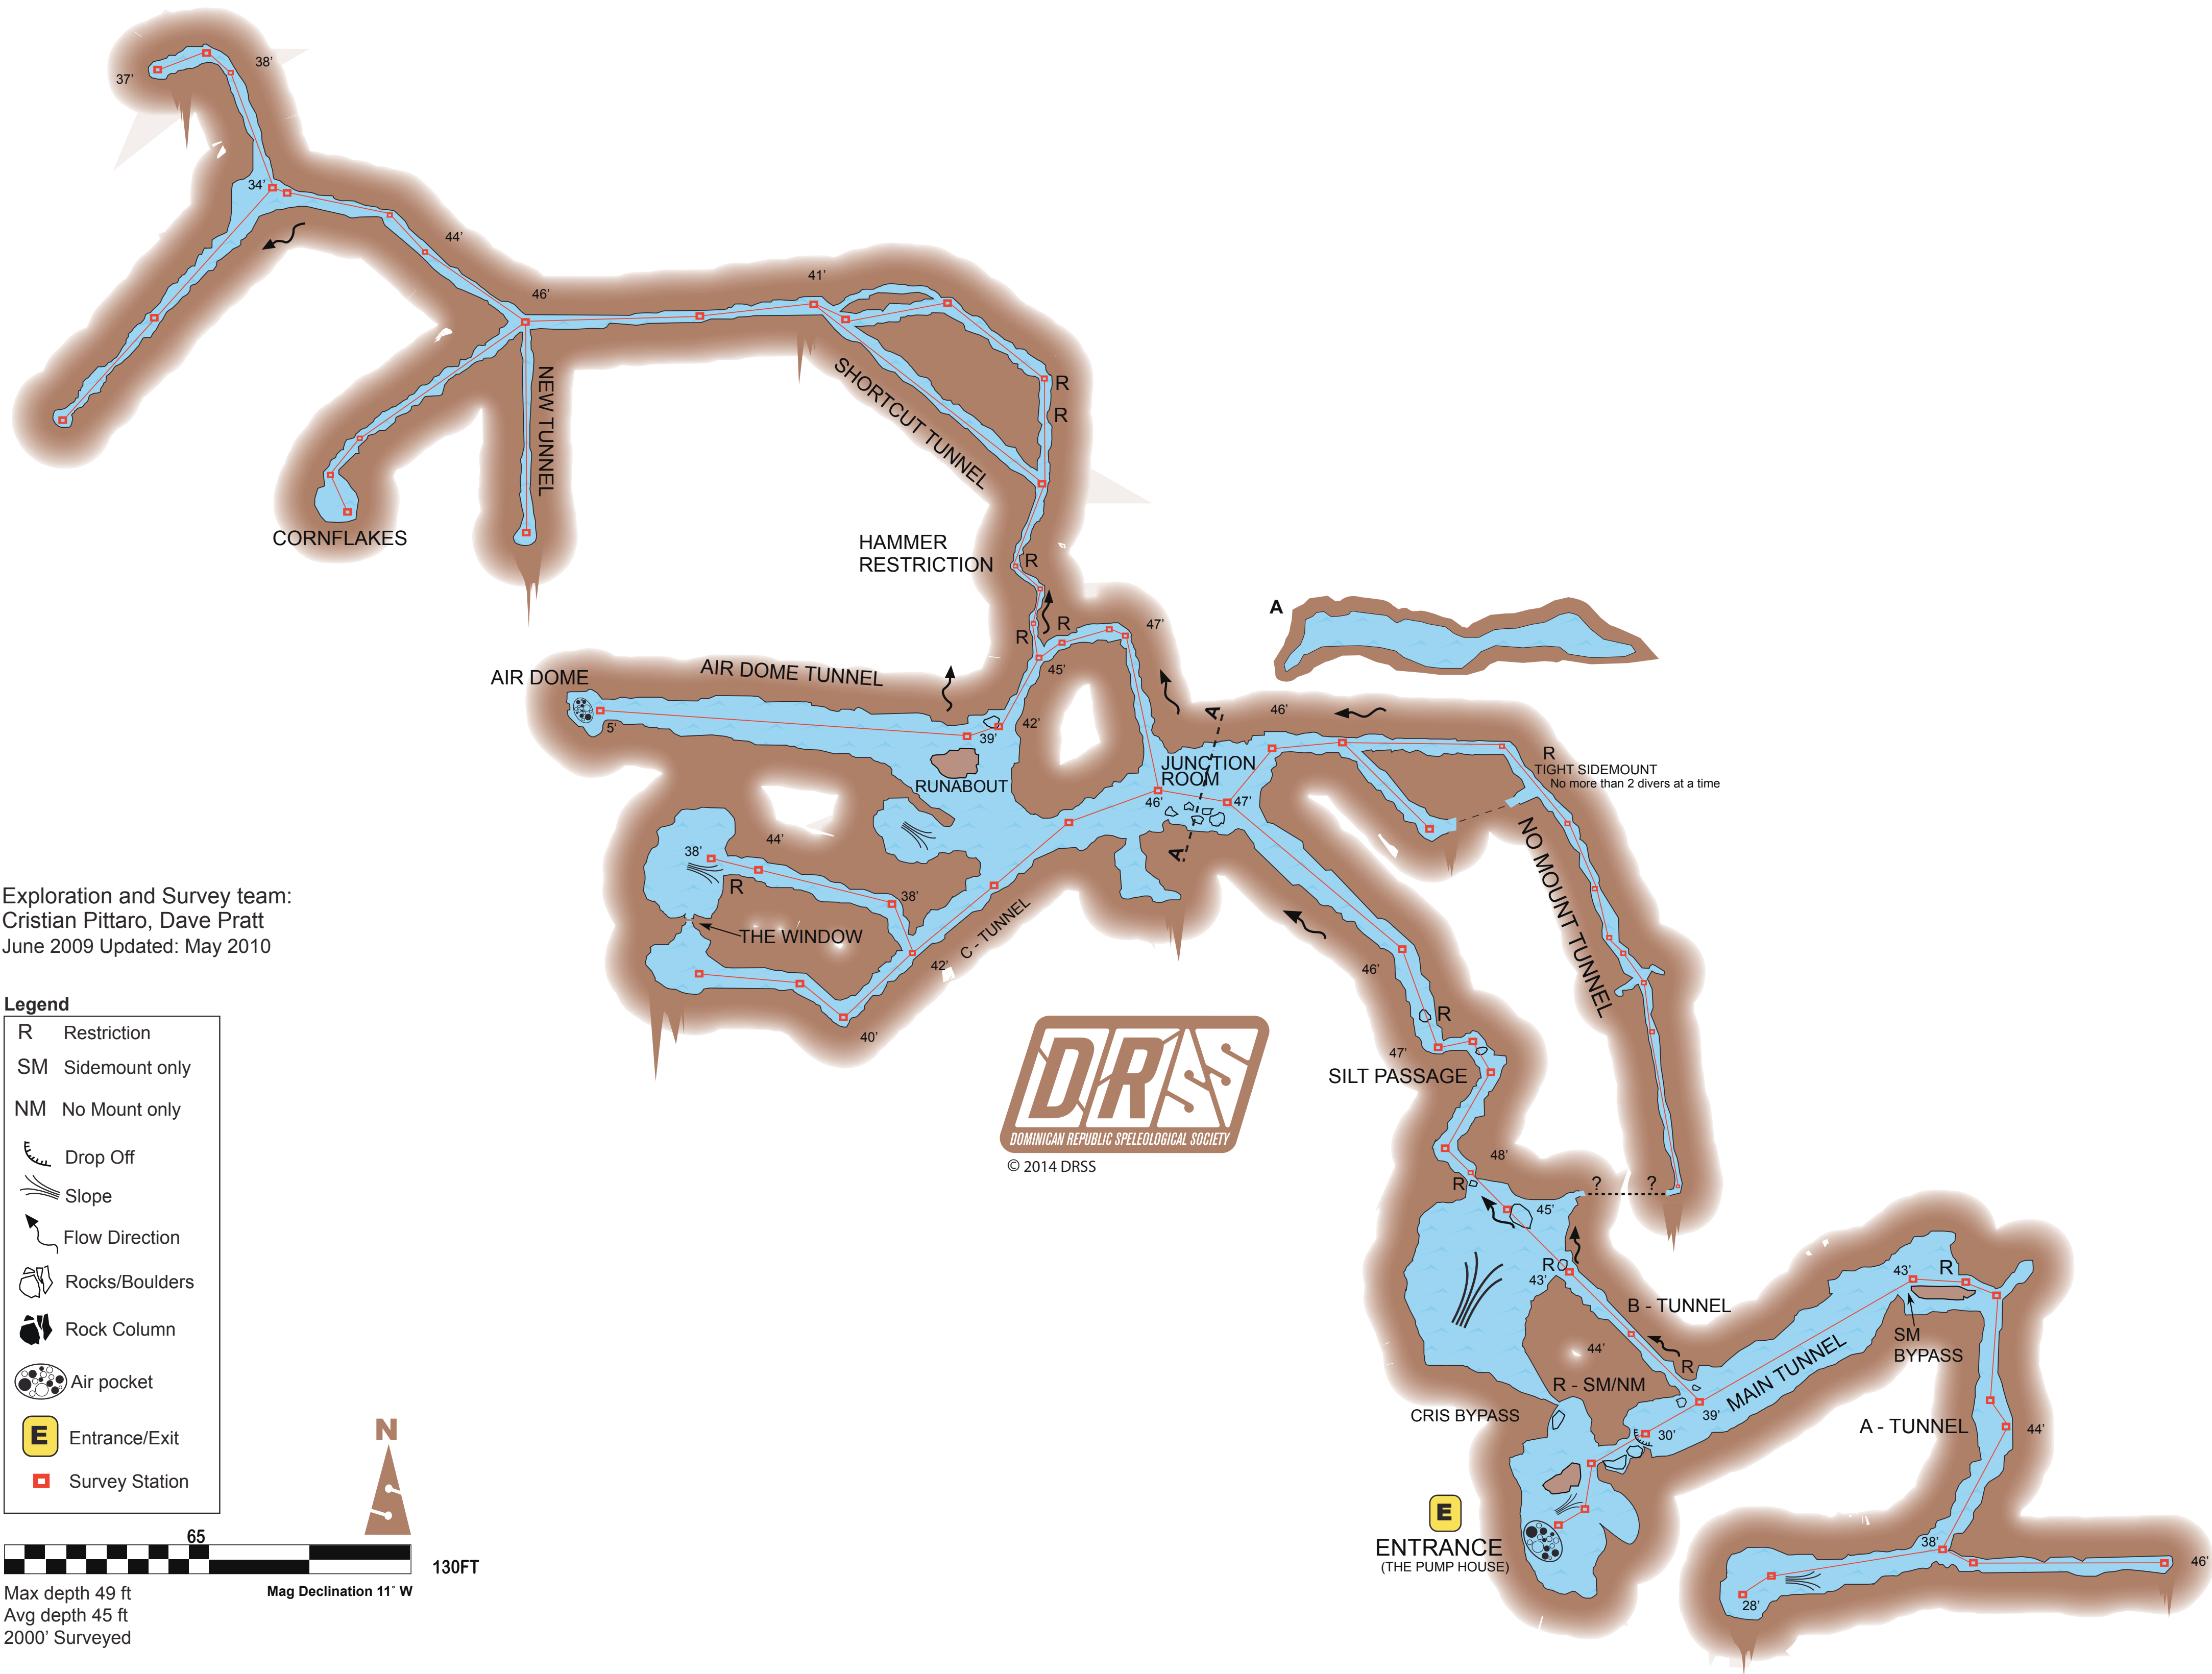 37’
38’
34’
44’
46’
41’
NEW TUNNEL
SHORTCUT TUNNEL
R
R
CORNFLAKES
HAMMER
RESTRICTION
R
R
R
47’
45’
A
AIR DOME
AIR DOME TUNNEL
5’
42’
39’
RUNABOUT
A
46’
JUNCTION
ROOM
46’
47’
A
R
TIGHT SIDEMOUNT
No more than 2 divers at a time
NO MOUNT TUNNEL
44’
38’
R
38’
THE WINDOW
C - TUNNEL
42’
40’
46’
R
47’
SILT PASSAGE
48’
R
45’
?
?
R
43’
B - TUNNEL
44’
R
R - SM/NM
CRIS BYPASS
39’
30’
MAIN TUNNEL
43’
R
SM
BYPASS
A - TUNNEL
44’
38’
46’
28’
E
ENTRANCE
(THE PUMP HOUSE)
DRSS
DOMINICAN REPUBLIC SPELEOLOGICAL SOCIETY
© 2014 DRSS
Exploration and Survey team:
Cristian Pittaro, Dave Pratt
June 2009 Updated: May 2010
Legend
R Restriction
SM Sidemount only
NM No Mount only
Drop Off
Slope
Flow Direction
Rocks/Boulders
Rock Column
Air pocket
E Entrance/Exit
Survey Station
N
65
130FT
Max depth 49 ft
Mag Declination 11° W
Avg depth 45 ft
2000’ Surveyed